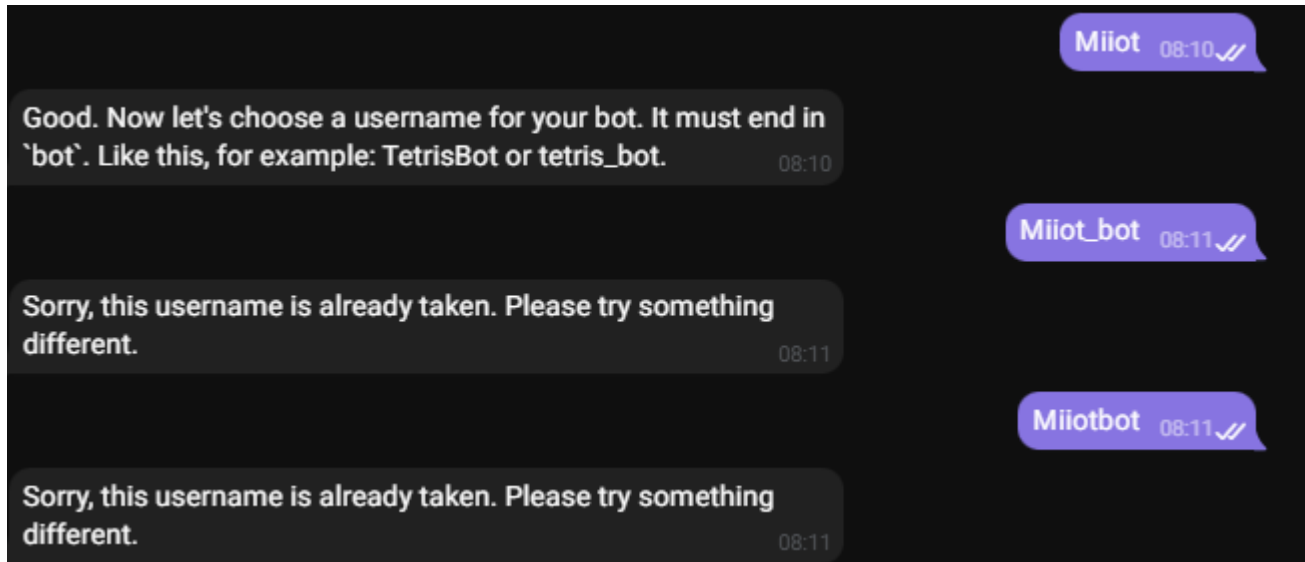 Miiot 08:10
Good. Now let's choose a username for your bot. It must end in
`bot`. Like this, for example: TetrisBot or tetris_bot. 08:10
Miiot_bot 08:11
Sorry, this username is already taken. Please try something
different. 08:11
Miiotbot 08:11
Sorry, this username is already taken. Please try something
different. 08:11